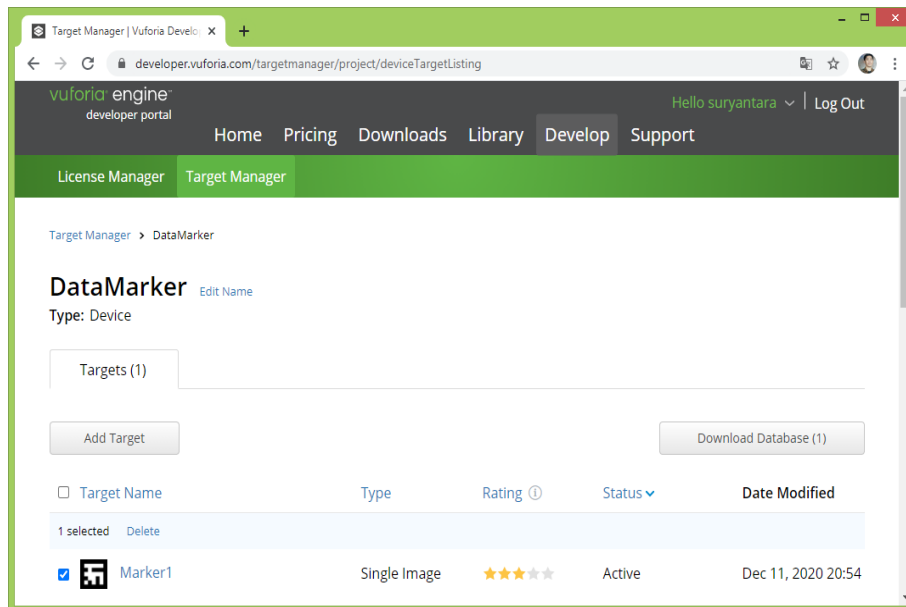 Target Manager | Vuforia Develo
developer.vuforia.com/targetmanager/project/deviceTargetListing
vuforia engine
developer portal
Hello suryantara
Log Out
Home Pricing Downloads Library Develop Support
License Manager Target Manager
Target Manager > DataMarker
DataMarker Edit Name
Type: Device
Targets (1)
Add Target Download Database (1)
Target Name Type Rating Status Date Modified
1 selected Delete
Marker1 Single Image Active Dec 11, 2020 20:54